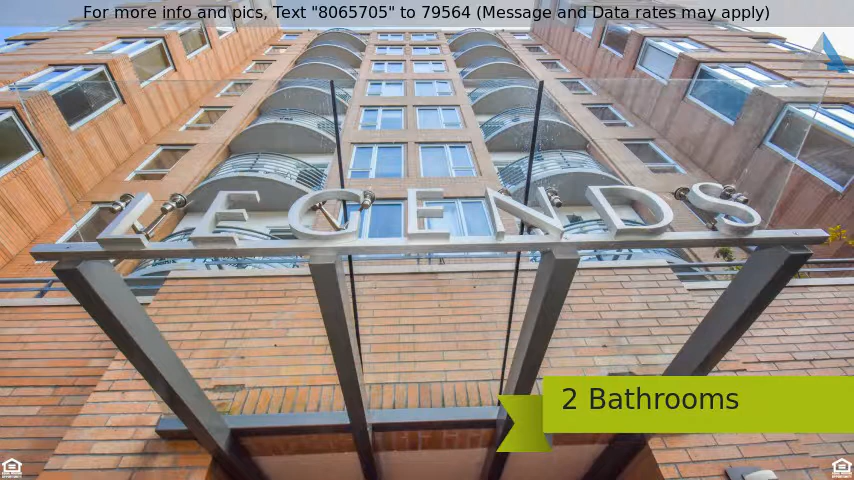 For more info and pics, Text "8065705" to 79564 (Message and Data rates may apply)
LEGENDS
2 Bathrooms